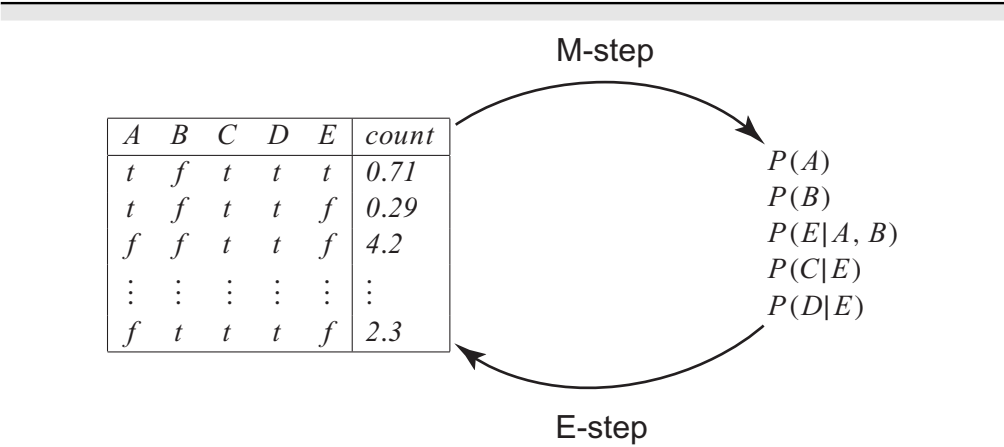 M-step
A B C D E count
t f t t t 0.71
t f t t f 0.29
f f t t f 4.2
⋮ ⋮ ⋮ ⋮ ⋮ ⋮
f t t t f 2.3
P(A)
P(B)
P(E|A, B)
P(C|E)
P(D|E)
E-step